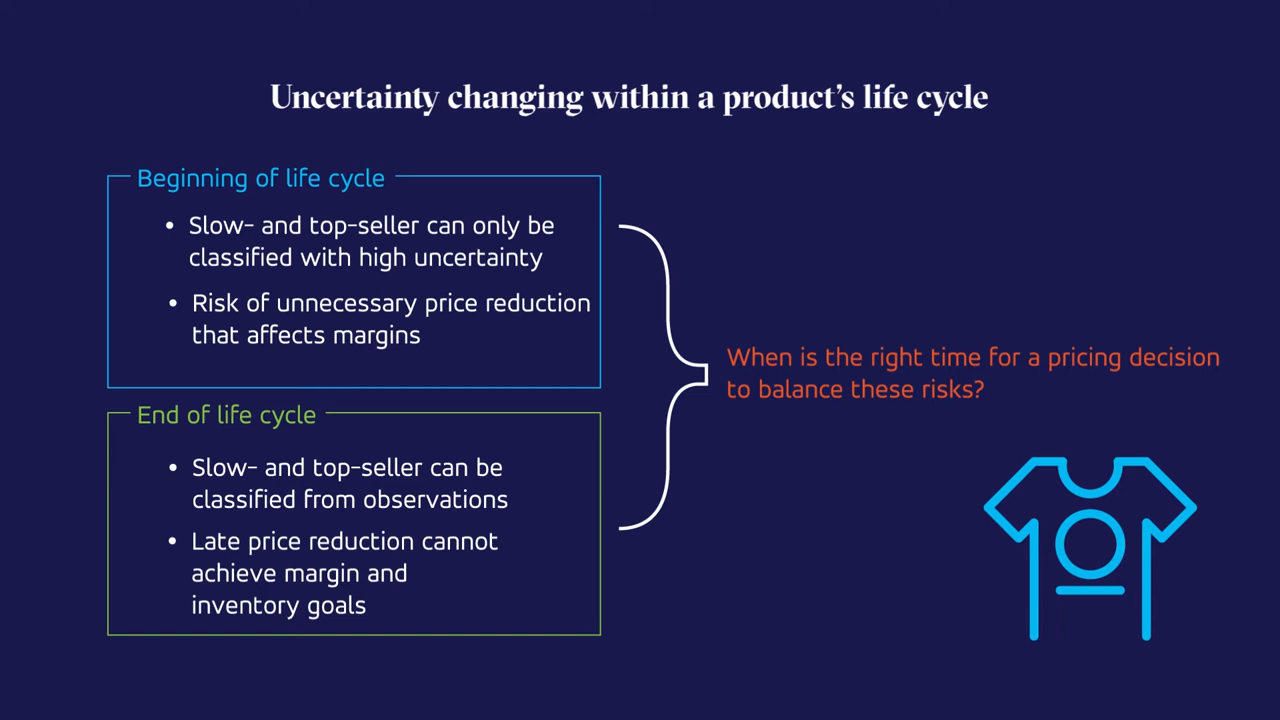 Uncertainty changing within a product's life cycle
Beginning of life cycle
• Slow- and top-seller can only be
classified with high uncertainty
• Risk of unnecessary price reduction
that affects margins
End of life cycle
• Slow- and top-seller can be
classified from observations
• Late price reduction cannot
achieve margin and
inventory goals
When is the right time for a pricing decision
to balance these risks?